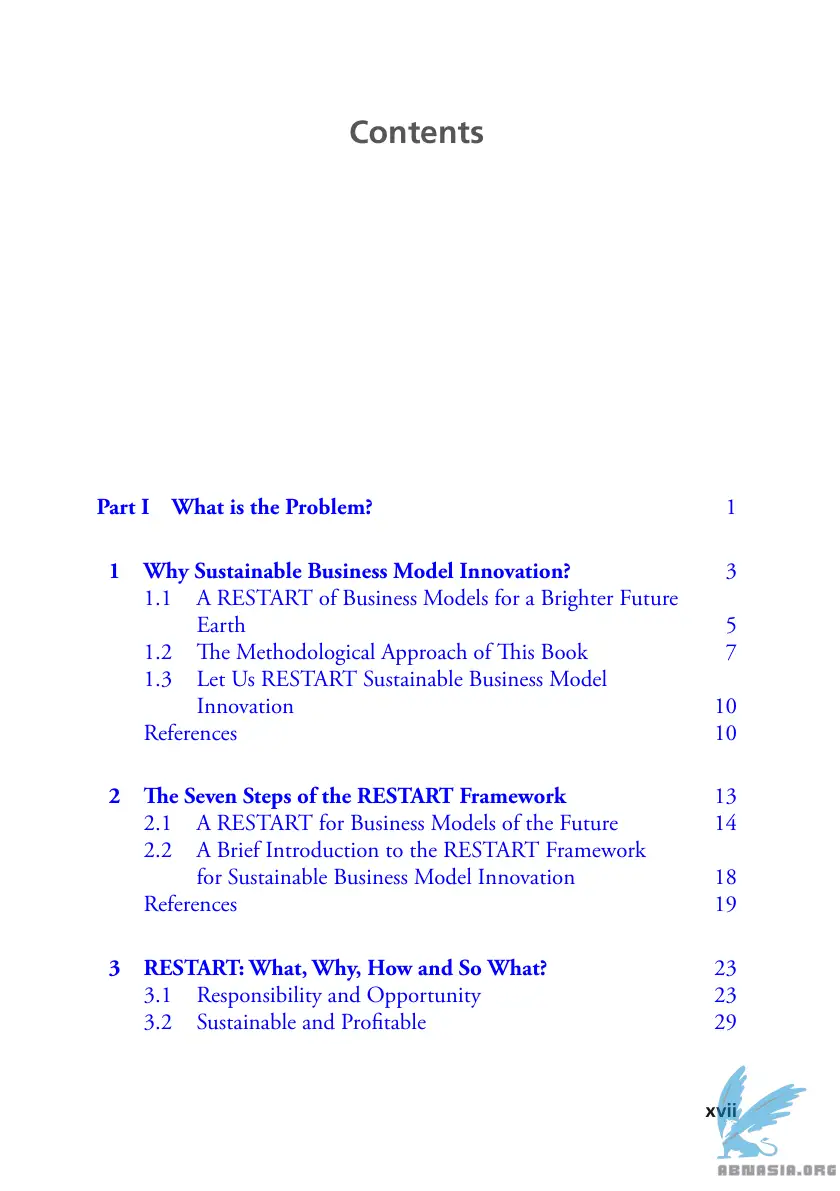 Contents
Part I What is the Problem? 1
1 Why Sustainable Business Model Innovation? 3
1.1 A RESTART of Business Models for a Brighter Future
Earth 5
1.2 The Methodological Approach of This Book 7
1.3 Let Us RESTART Sustainable Business Model
Innovation 10
References 10
2 The Seven Steps of the RESTART Framework 13
2.1 A RESTART for Business Models of the Future 14
2.2 A Brief Introduction to the RESTART Framework
for Sustainable Business Model Innovation 18
References 19
3 RESTART: What, Why, How and So What? 23
3.1 Responsibility and Opportunity 23
3.2 Sustainable and Profitable 29
xvii
ABNASIA.ORG